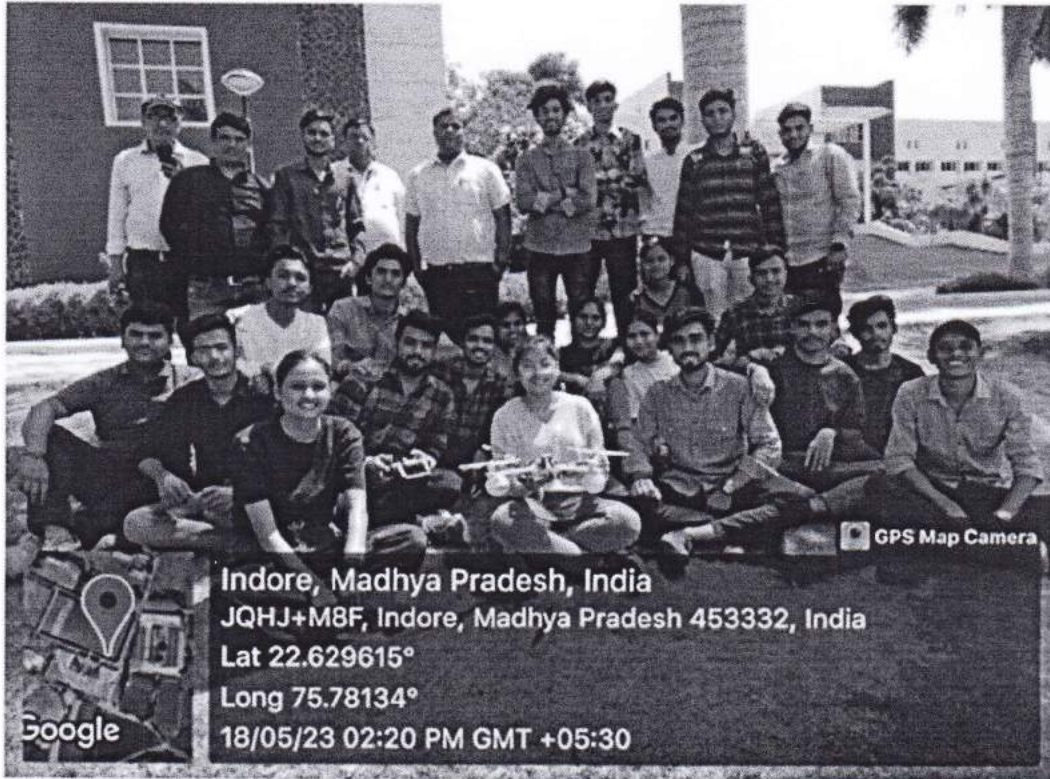 GPS Map Camera
Indore, Madhya Pradesh, India
JQHJ+M8F, Indore, Madhya Pradesh 453332, India
Lat 22.629615°
Long 75.78134°
18/05/23 02:20 PM GMT +05:30
Google